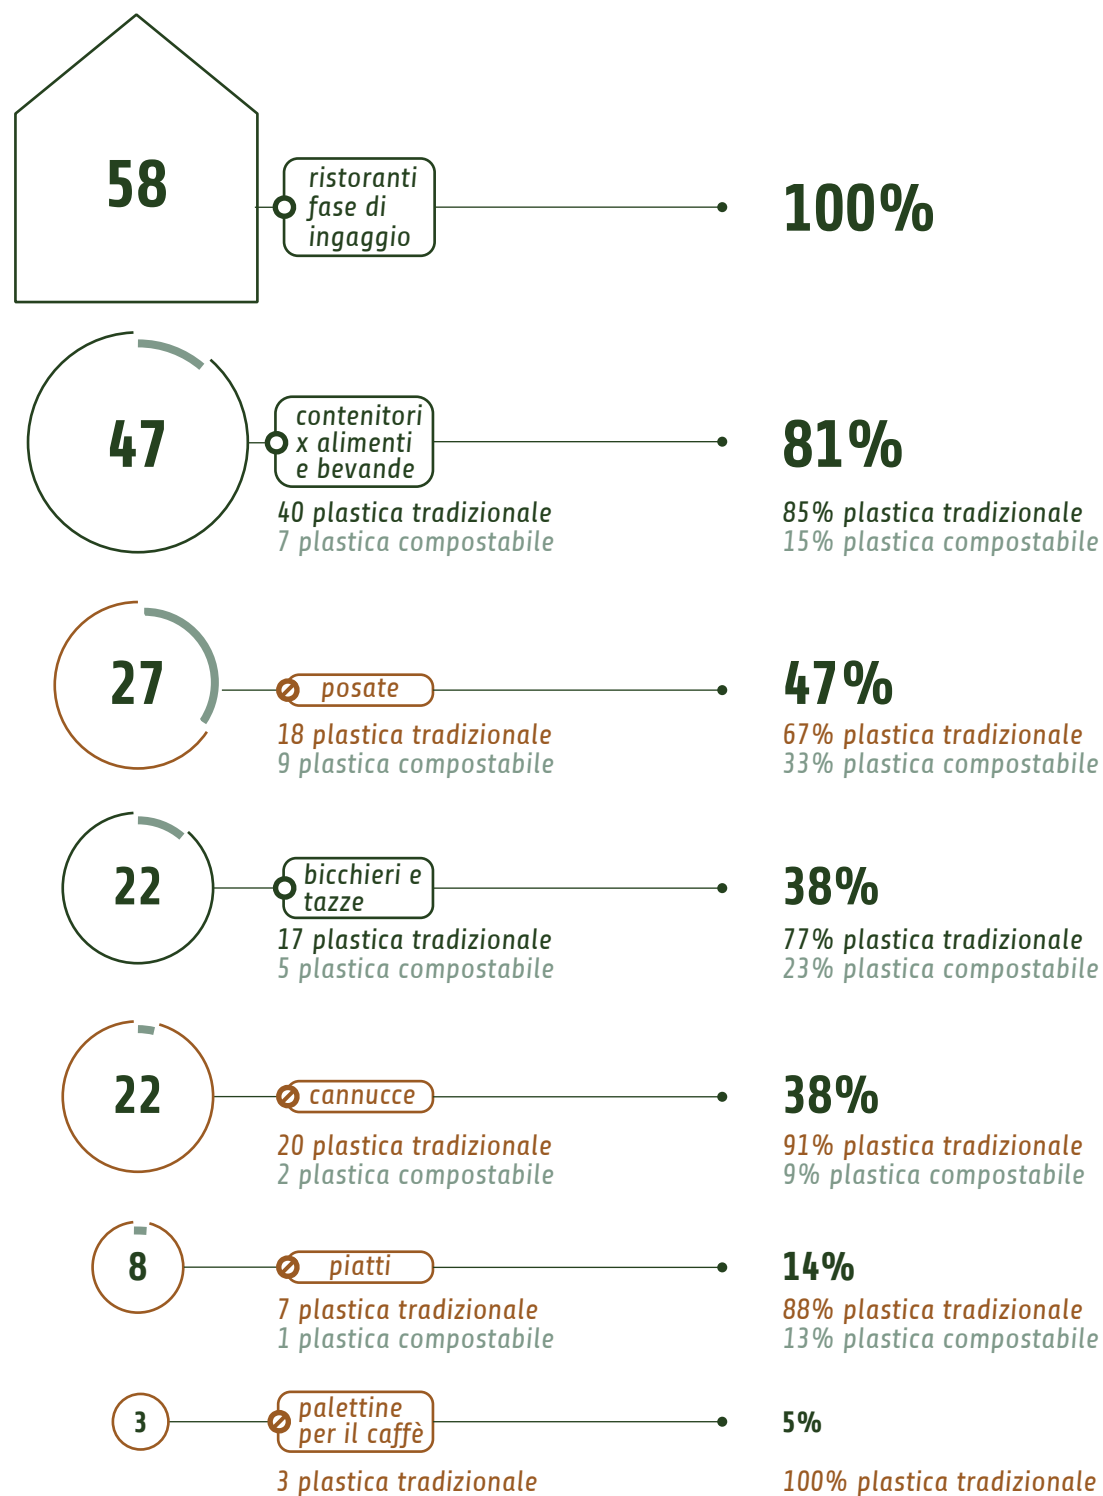 58
ristoranti
fase di
ingaggio
100%
47
contenitori
x alimenti
e bevande
81%
40 plastica tradizionale
7 plastica compostabile
85% plastica tradizionale
15% plastica compostabile
27
posate
47%
18 plastica tradizionale
9 plastica compostabile
67% plastica tradizionale
33% plastica compostabile
22
bicchieri e
tazze
38%
17 plastica tradizionale
5 plastica compostabile
77% plastica tradizionale
23% plastica compostabile
22
cannucce
38%
20 plastica tradizionale
2 plastica compostabile
91% plastica tradizionale
9% plastica compostabile
8
piatti
14%
7 plastica tradizionale
1 plastica compostabile
88% plastica tradizionale
13% plastica compostabile
3
palettine
per il caffè
5%
3 plastica tradizionale
100% plastica tradizionale